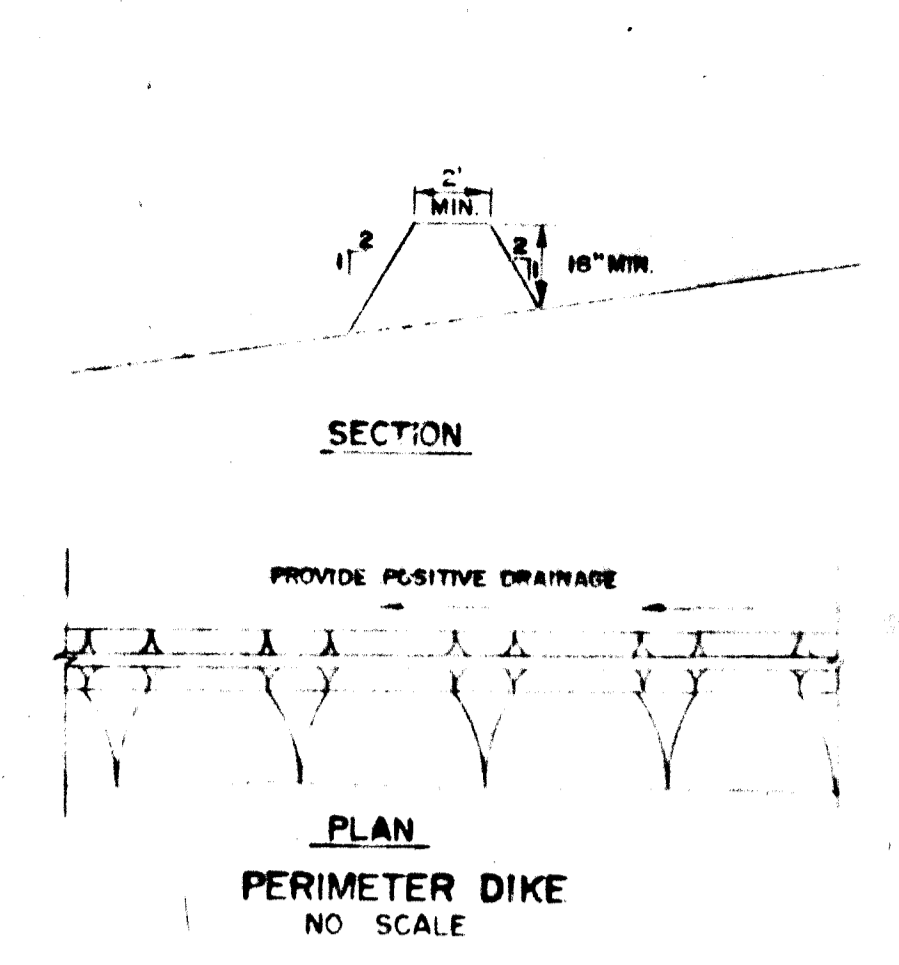 2'
MIN.
2
1
2
1
18" MIN.
SECTION
PROVIDE POSITIVE DRAINAGE
PLAN
PERIMETER DIKE
NO SCALE